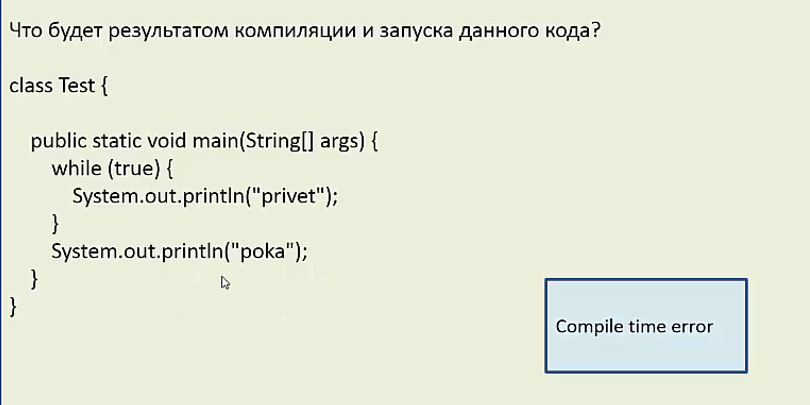 Что будет результатом компиляции и запуска данного кода?
class Test {
public static void main(String[] args) {
while (true) {
System.out.println("privet");
}
System.out.println("poka");
}
}
Compile time error